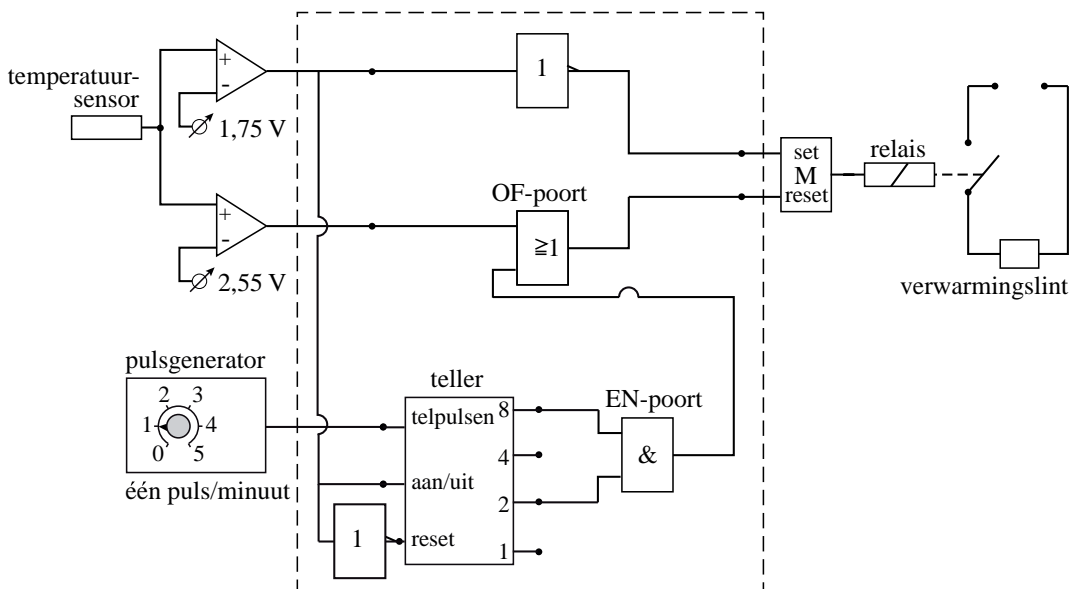 temperatuur-
sensor
+
-
1,75 V
1
+
-
2,55 V
OF-poort
≧1
set
M
reset
relais
verwarmingslint
pulsgenerator
2 3
1 4
0 5
één puls/minuut
teller
telpulsen 8
4
aan/uit
2
reset
1
1
EN-poort
&